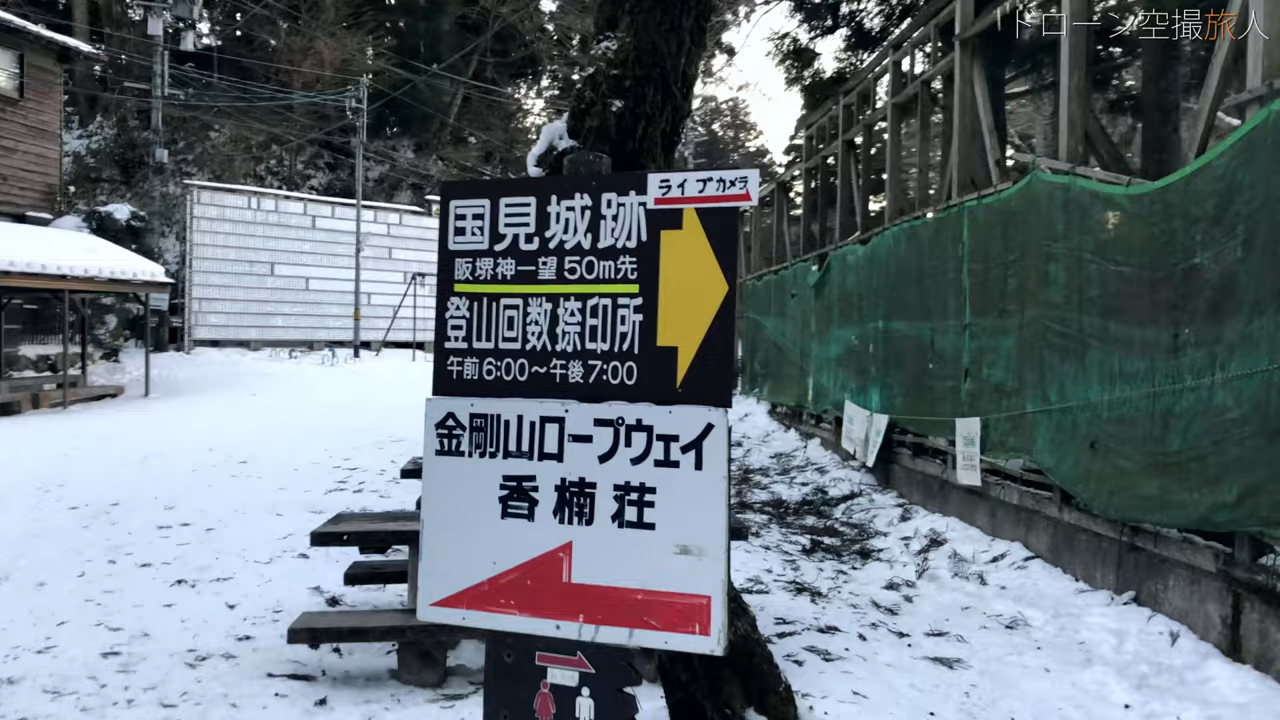 「ドローン空撮旅人
ライブカメラ
国見城跡
阪堺神一望50m先
登山回数捺印所
午前6:00〜午後7:00
金剛山ロープウェイ
香楠荘